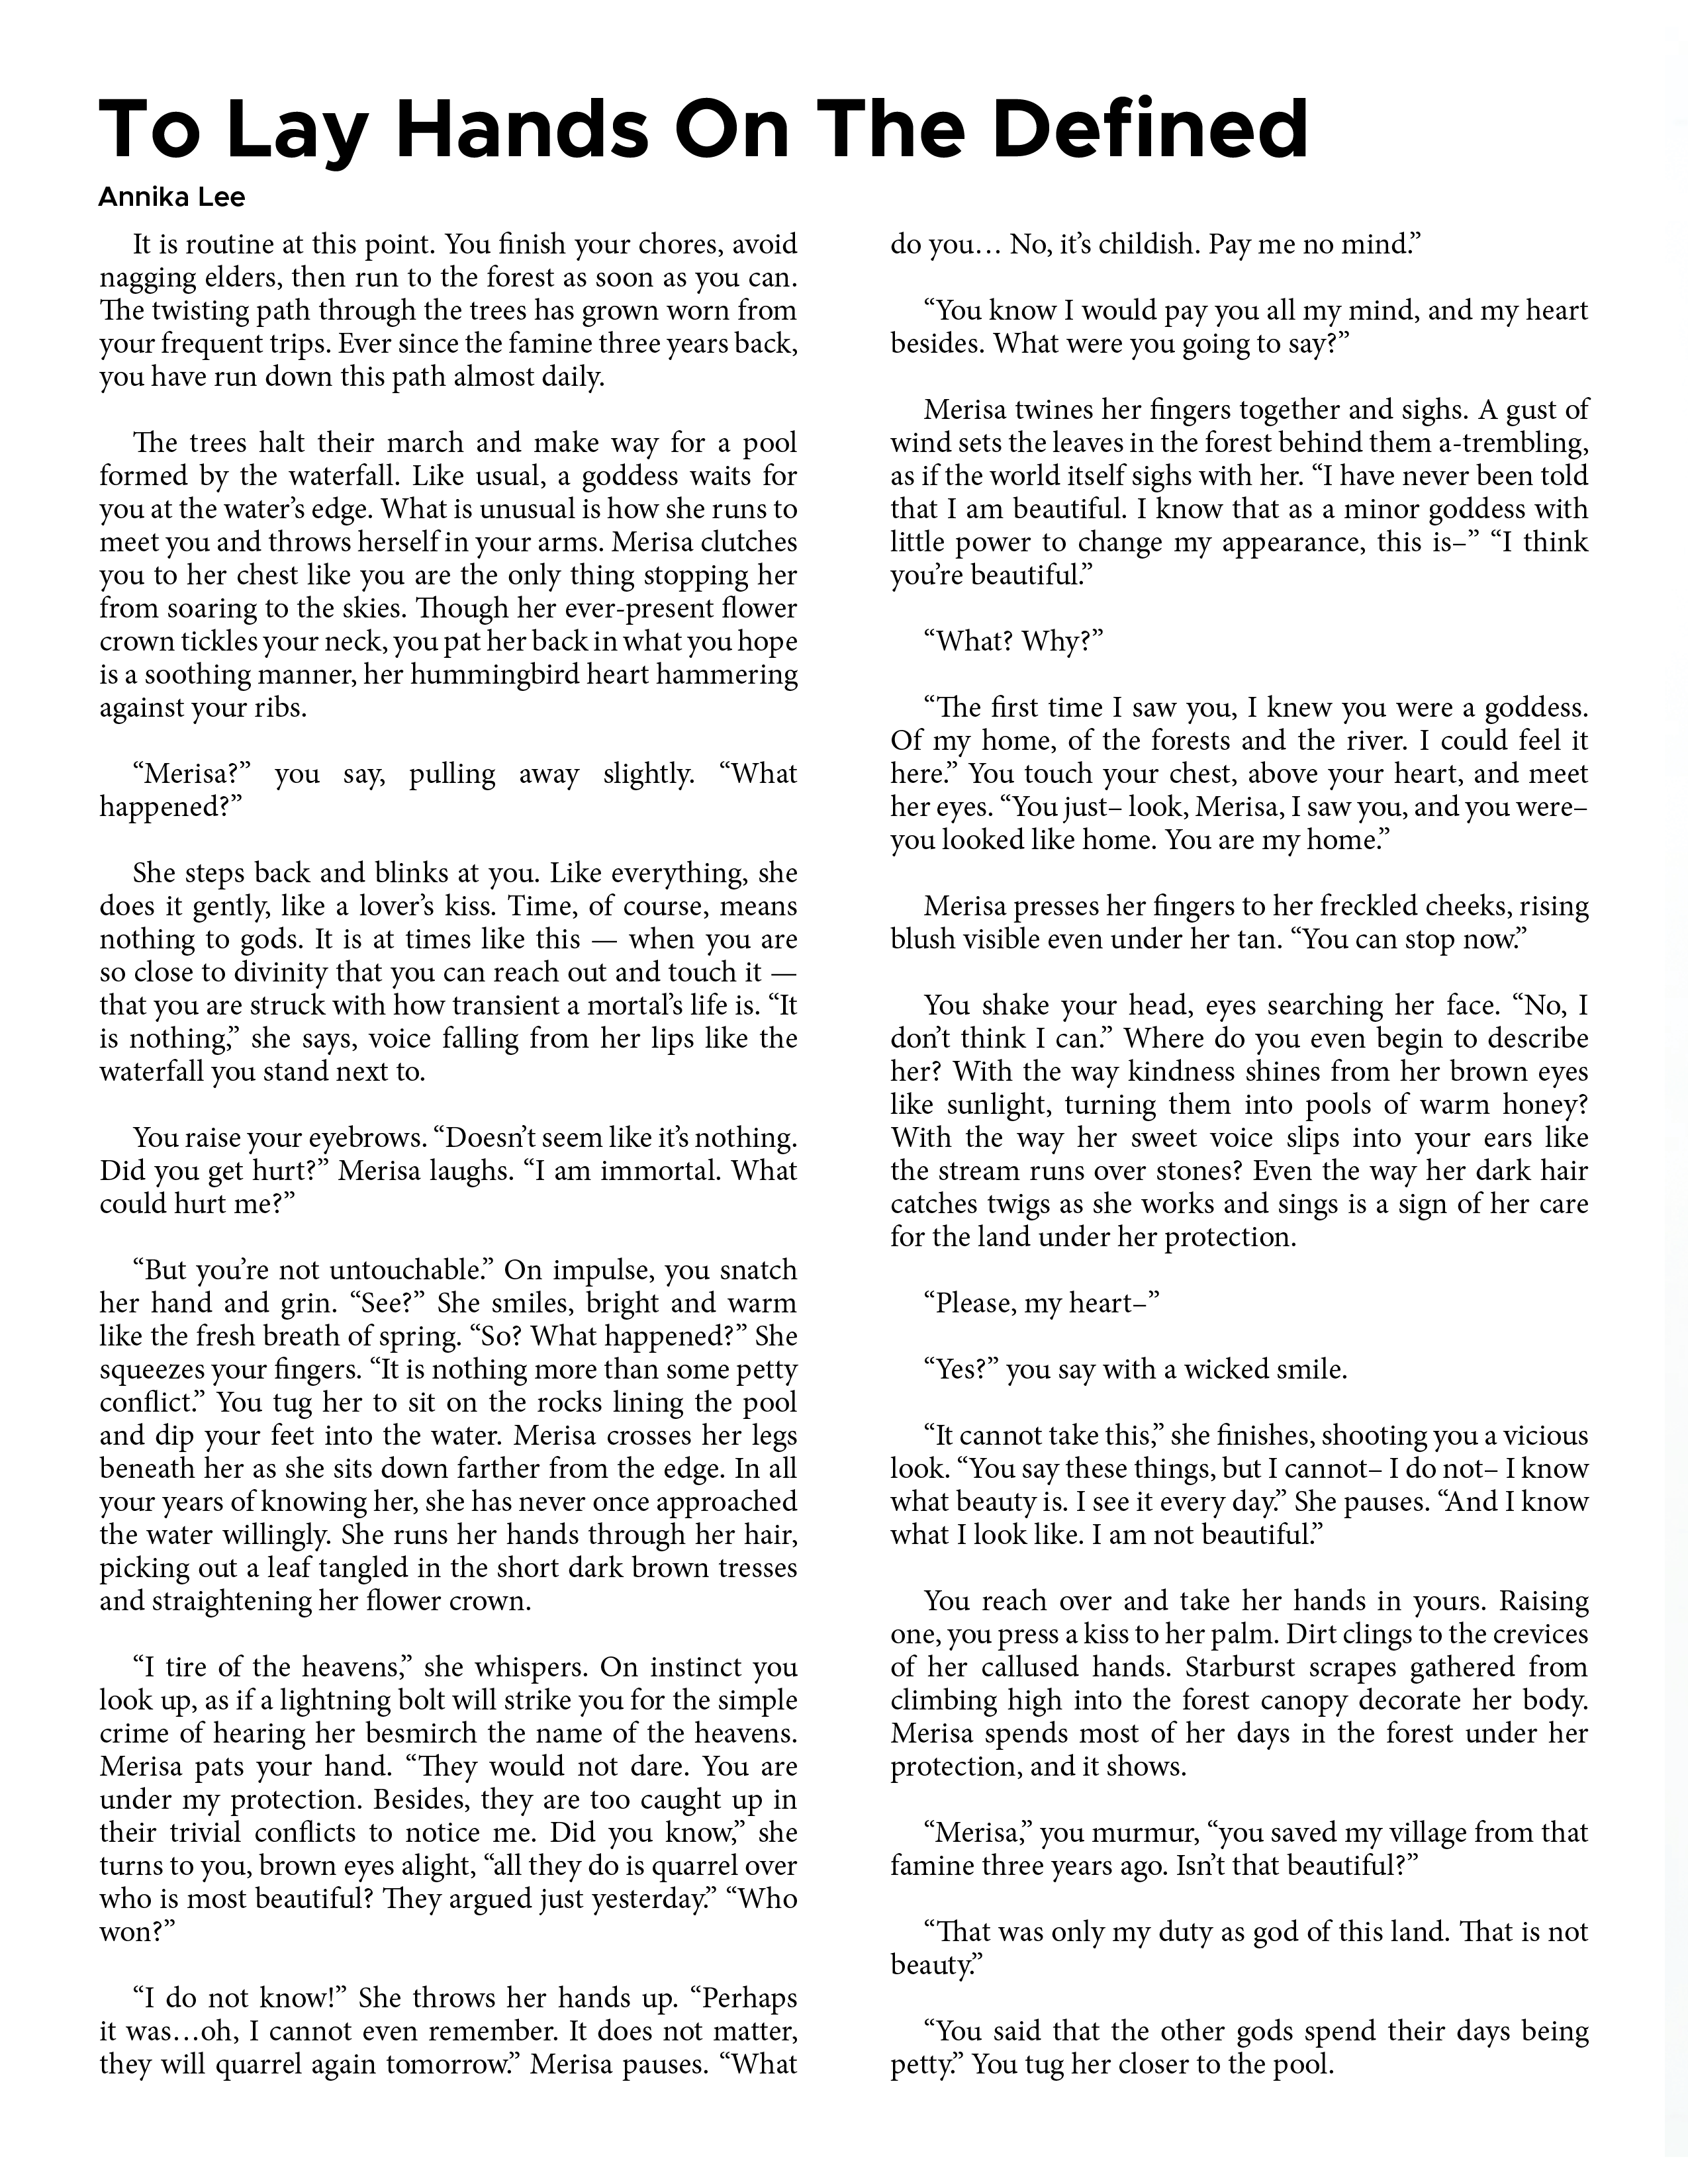 To Lay Hands On The Defined
Annika Lee
It is routine at this point. You finish your chores, avoid
nagging elders, then run to the forest as soon as you can.
The twisting path through the trees has grown worn from
your frequent trips. Ever since the famine three years back,
you have run down this path almost daily.
The trees halt their march and make way for a pool
formed by the waterfall. Like usual, a goddess waits for
you at the water’s edge. What is unusual is how she runs to
meet you and throws herself in your arms. Merisa clutches
you to her chest like you are the only thing stopping her
from soaring to the skies. Though her ever-present flower
crown tickles your neck, you pat her back in what you hope
is a soothing manner, her hummingbird heart hammering
against your ribs.
“Merisa?” you say, pulling away slightly. “What
happened?”
She steps back and blinks at you. Like everything, she
does it gently, like a lover’s kiss. Time, of course, means
nothing to gods. It is at times like this — when you are
so close to divinity that you can reach out and touch it —
that you are struck with how transient a mortal’s life is. “It
is nothing,” she says, voice falling from her lips like the
waterfall you stand next to.
You raise your eyebrows. “Doesn’t seem like it’s nothing.
Did you get hurt?” Merisa laughs. “I am immortal. What
could hurt me?”
“But you’re not untouchable.” On impulse, you snatch
her hand and grin. “See?” She smiles, bright and warm
like the fresh breath of spring. “So? What happened?” She
squeezes your fingers. “It is nothing more than some petty
conflict.” You tug her to sit on the rocks lining the pool
and dip your feet into the water. Merisa crosses her legs
beneath her as she sits down farther from the edge. In all
your years of knowing her, she has never once approached
the water willingly. She runs her hands through her hair,
picking out a leaf tangled in the short dark brown tresses
and straightening her flower crown.
“I tire of the heavens,” she whispers. On instinct you
look up, as if a lightning bolt will strike you for the simple
crime of hearing her besmirch the name of the heavens.
Merisa pats your hand. “They would not dare. You are
under my protection. Besides, they are too caught up in
their trivial conflicts to notice me. Did you know,” she
turns to you, brown eyes alight, “all they do is quarrel over
who is most beautiful? They argued just yesterday.” “Who
won?”
“I do not know!” She throws her hands up. “Perhaps
it was…oh, I cannot even remember. It does not matter,
they will quarrel again tomorrow.” Merisa pauses. “What
do you… No, it’s childish. Pay me no mind.”
“You know I would pay you all my mind, and my heart
besides. What were you going to say?”
Merisa twines her fingers together and sighs. A gust of
wind sets the leaves in the forest behind them a-trembling,
as if the world itself sighs with her. “I have never been told
that I am beautiful. I know that as a minor goddess with
little power to change my appearance, this is–” “I think
you’re beautiful.”
“What? Why?”
“The first time I saw you, I knew you were a goddess.
Of my home, of the forests and the river. I could feel it
here.” You touch your chest, above your heart, and meet
her eyes. “You just– look, Merisa, I saw you, and you were–
you looked like home. You are my home.”
Merisa presses her fingers to her freckled cheeks, rising
blush visible even under her tan. “You can stop now.”
You shake your head, eyes searching her face. “No, I
don’t think I can.” Where do you even begin to describe
her? With the way kindness shines from her brown eyes
like sunlight, turning them into pools of warm honey?
With the way her sweet voice slips into your ears like
the stream runs over stones? Even the way her dark hair
catches twigs as she works and sings is a sign of her care
for the land under her protection.
“Please, my heart–”
“Yes?” you say with a wicked smile.
“It cannot take this,” she finishes, shooting you a vicious
look. “You say these things, but I cannot– I do not– I know
what beauty is. I see it every day.” She pauses. “And I know
what I look like. I am not beautiful.”
You reach over and take her hands in yours. Raising
one, you press a kiss to her palm. Dirt clings to the crevices
of her callused hands. Starburst scrapes gathered from
climbing high into the forest canopy decorate her body.
Merisa spends most of her days in the forest under her
protection, and it shows.
“Merisa,” you murmur, “you saved my village from that
famine three years ago. Isn’t that beautiful?”
“That was only my duty as god of this land. That is not
beauty.”
“You said that the other gods spend their days being
petty.” You tug her closer to the pool.